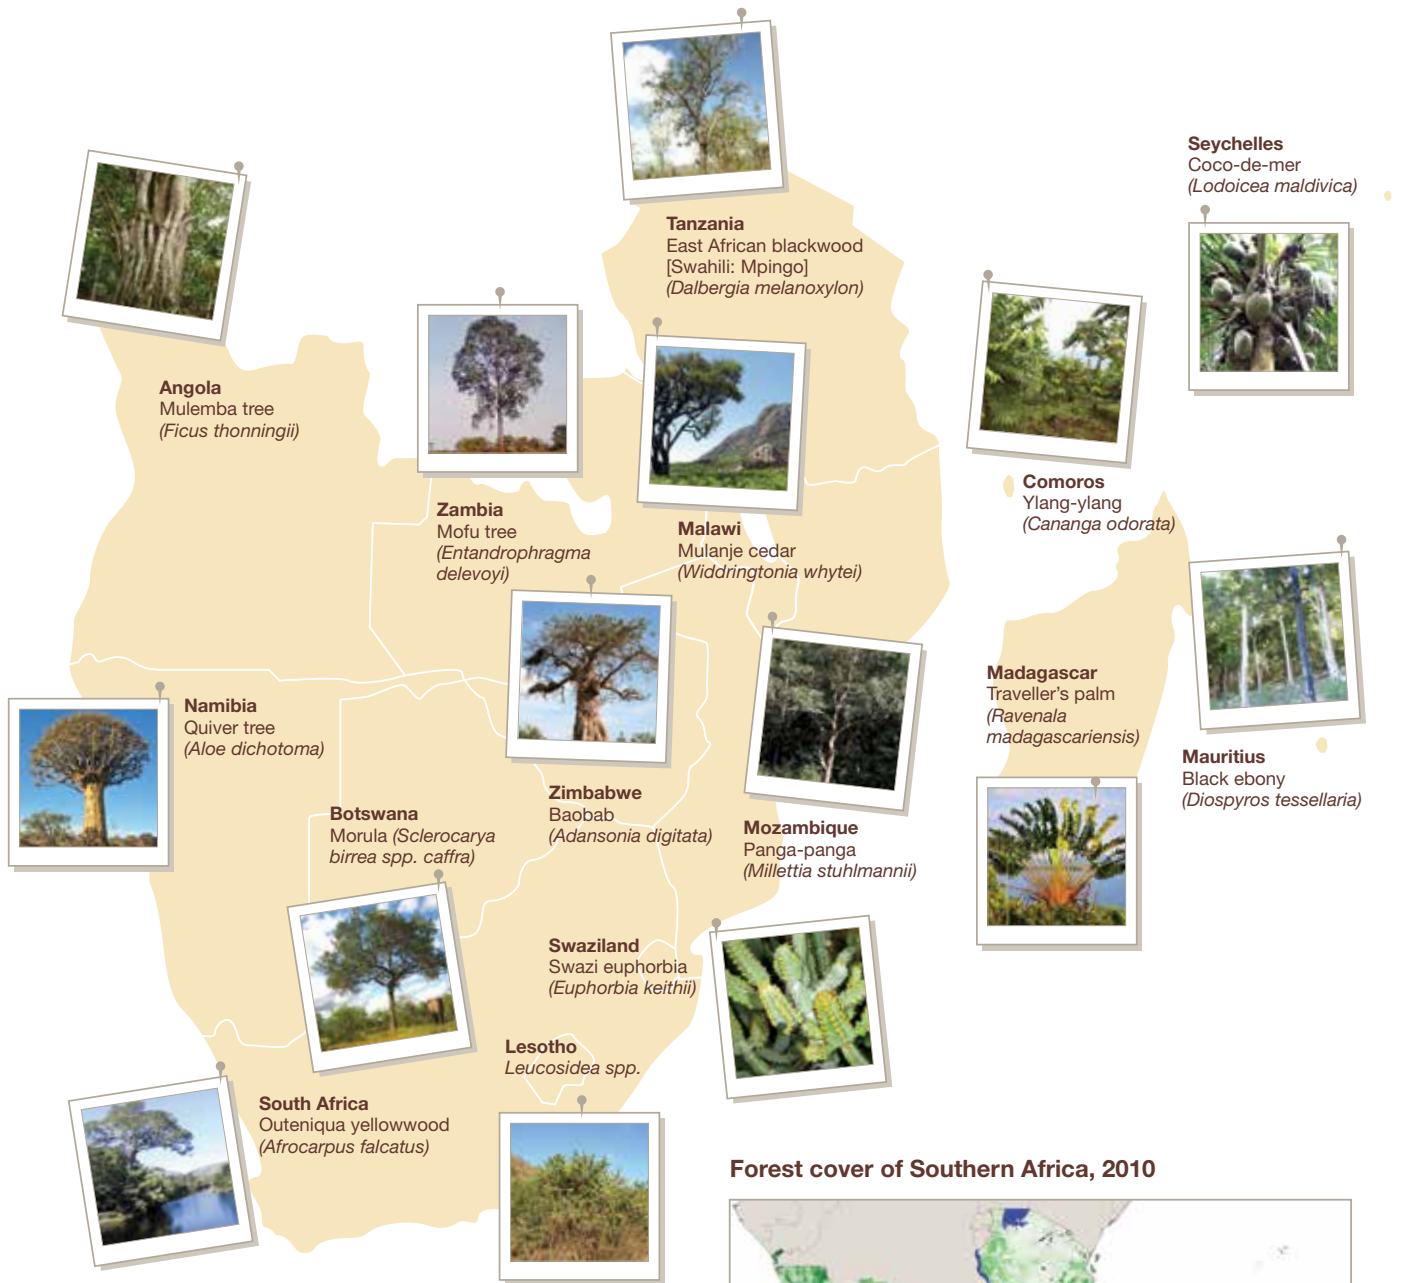 Tanzania
East African blackwood
[Swahili: Mpingo]
(Dalbergia melanoxylon)
Seychelles
Coco-de-mer
(Lodoicea maldivica)
Angola
Mulemba tree
(Ficus thonningii)
Zambia
Mofu tree
(Entandrophragma
delevoyi)
Malawi
Mulanje cedar
(Widdringtonia whytei)
Comoros
Ylang-ylang
(Cananga odorata)
Namibia
Quiver tree
(Aloe dichotoma)
Madagascar
Traveller's palm
(Ravenala
madagascariensis)
Mauritius
Black ebony
(Diospyros tessellaria)
Botswana
Morula (Sclerocarya
birrea spp. caffra)
Zimbabwe
Baobab
(Adansonia digitata)
Mozambique
Panga-panga
(Millettia stuhlmannii)
Swaziland
Swazi euphorbia
(Euphorbia keithii)
Lesotho
Leucosidea spp.
South Africa
Outeniqua yellowwood
(Afrocarpus falcatus)
Forest cover of Southern Africa, 2010